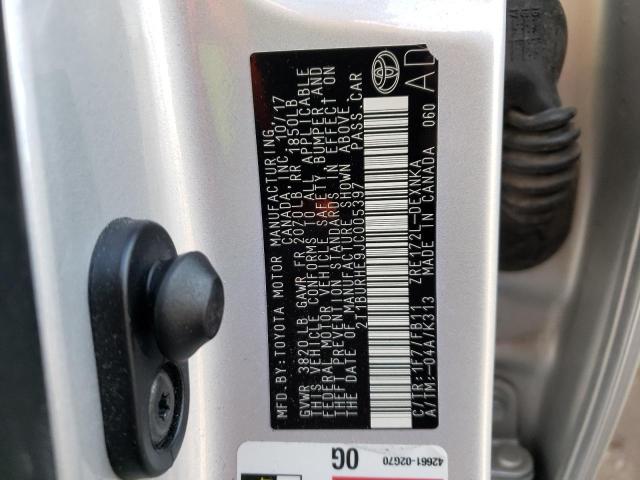 MFD.BY:TOYOTA MOTOR MANUFACTURING
CANADA, INC. 10/17
GVWR 3820 LB GAWR FR 2070 LB RR 1850 LB
THIS VEHICLE CONFORMS TO ALL APPLICABLE
FEDERAL MOTOR VEHICLE SAFETY, BUMPER, AND
THEFT PREVENTION STANDARDS IN EFFECT ON
THE DATE OF MANUFACTURE SHOWN ABOVE.
2T1BURHE9JC005397 PASS. CAR
C/TR:1F7/FB11 ZRE172L-DEXNKA
A/TM:-04A/K313 MADE IN CANADA 060
AD
42661-02G70
0G